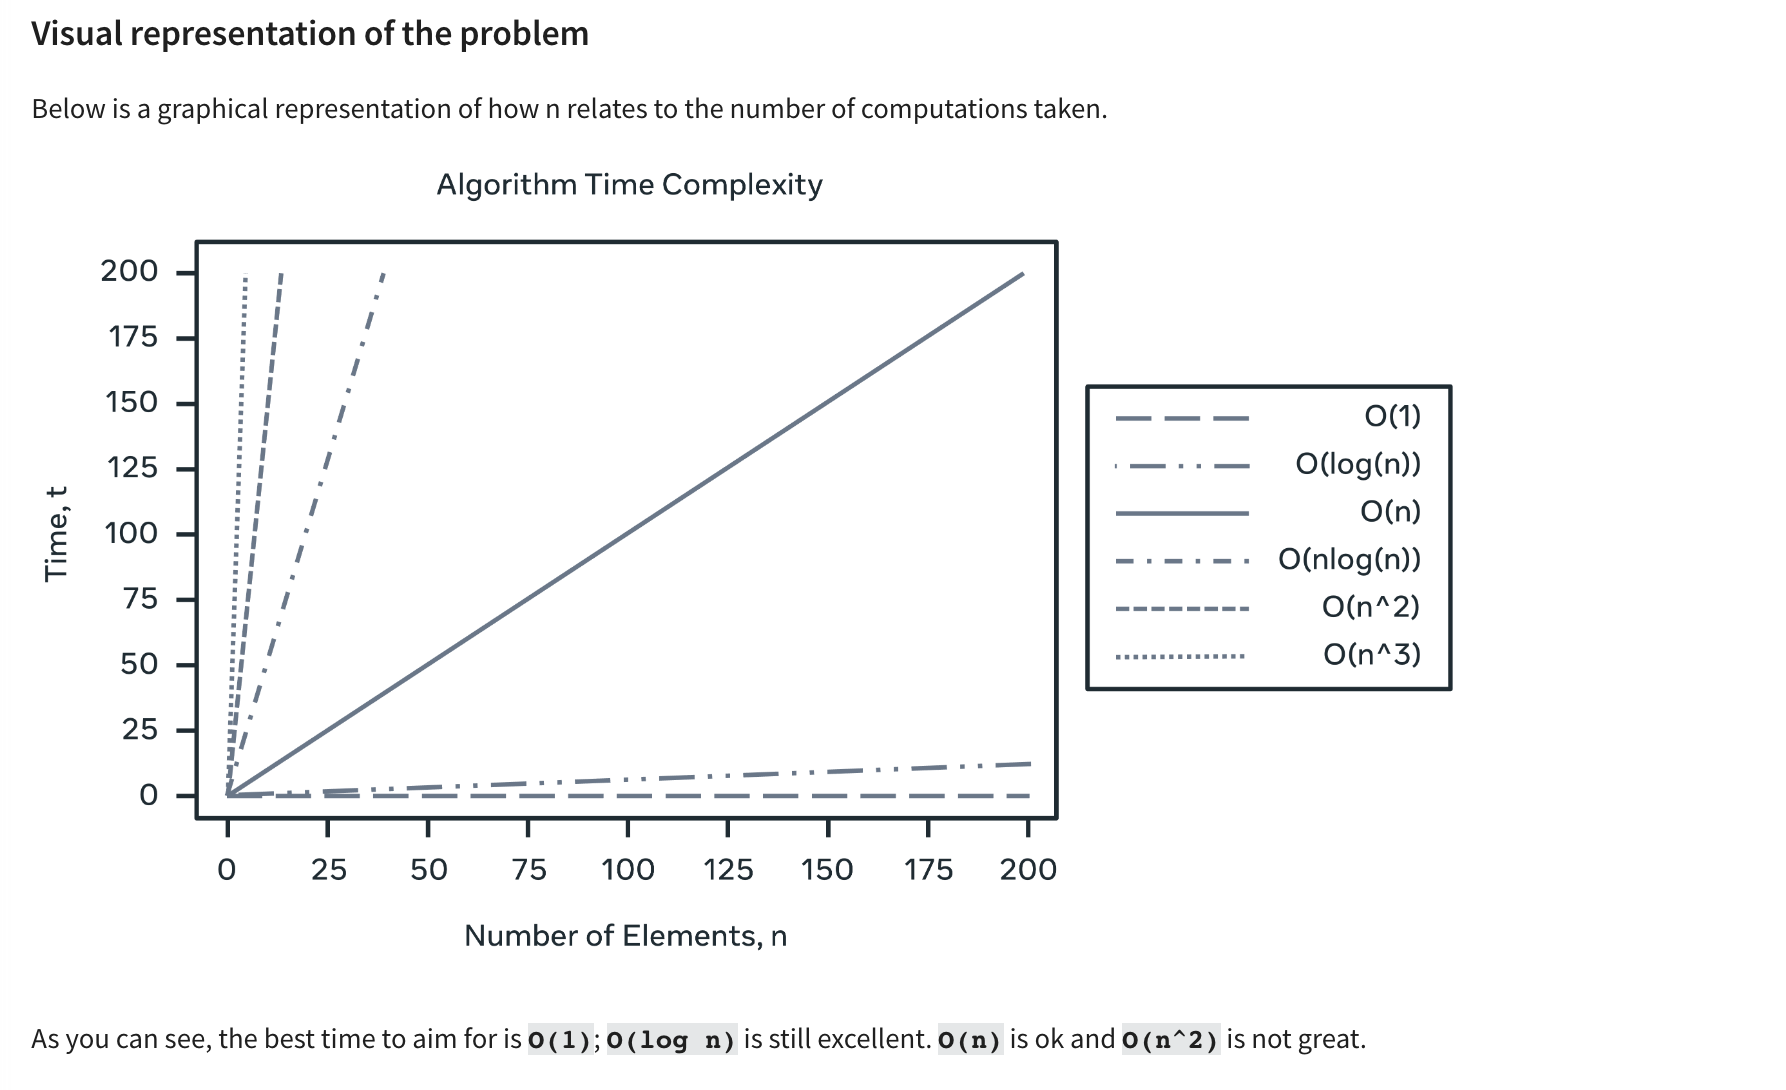 Visual representation of the problem
Below is a graphical representation of how n relates to the number of computations taken.
Algorithm Time Complexity
200
175
150
125
100
75
50
25
0
Time, t
0 25 50 75 100 125 150 175 200
Number of Elements, n
O(1)
O(log(n))
O(n)
O(nlog(n))
O(n^2)
O(n^3)
As you can see, the best time to aim for is O(1); O(log n) is still excellent. O(n) is ok and O(n^2) is not great.